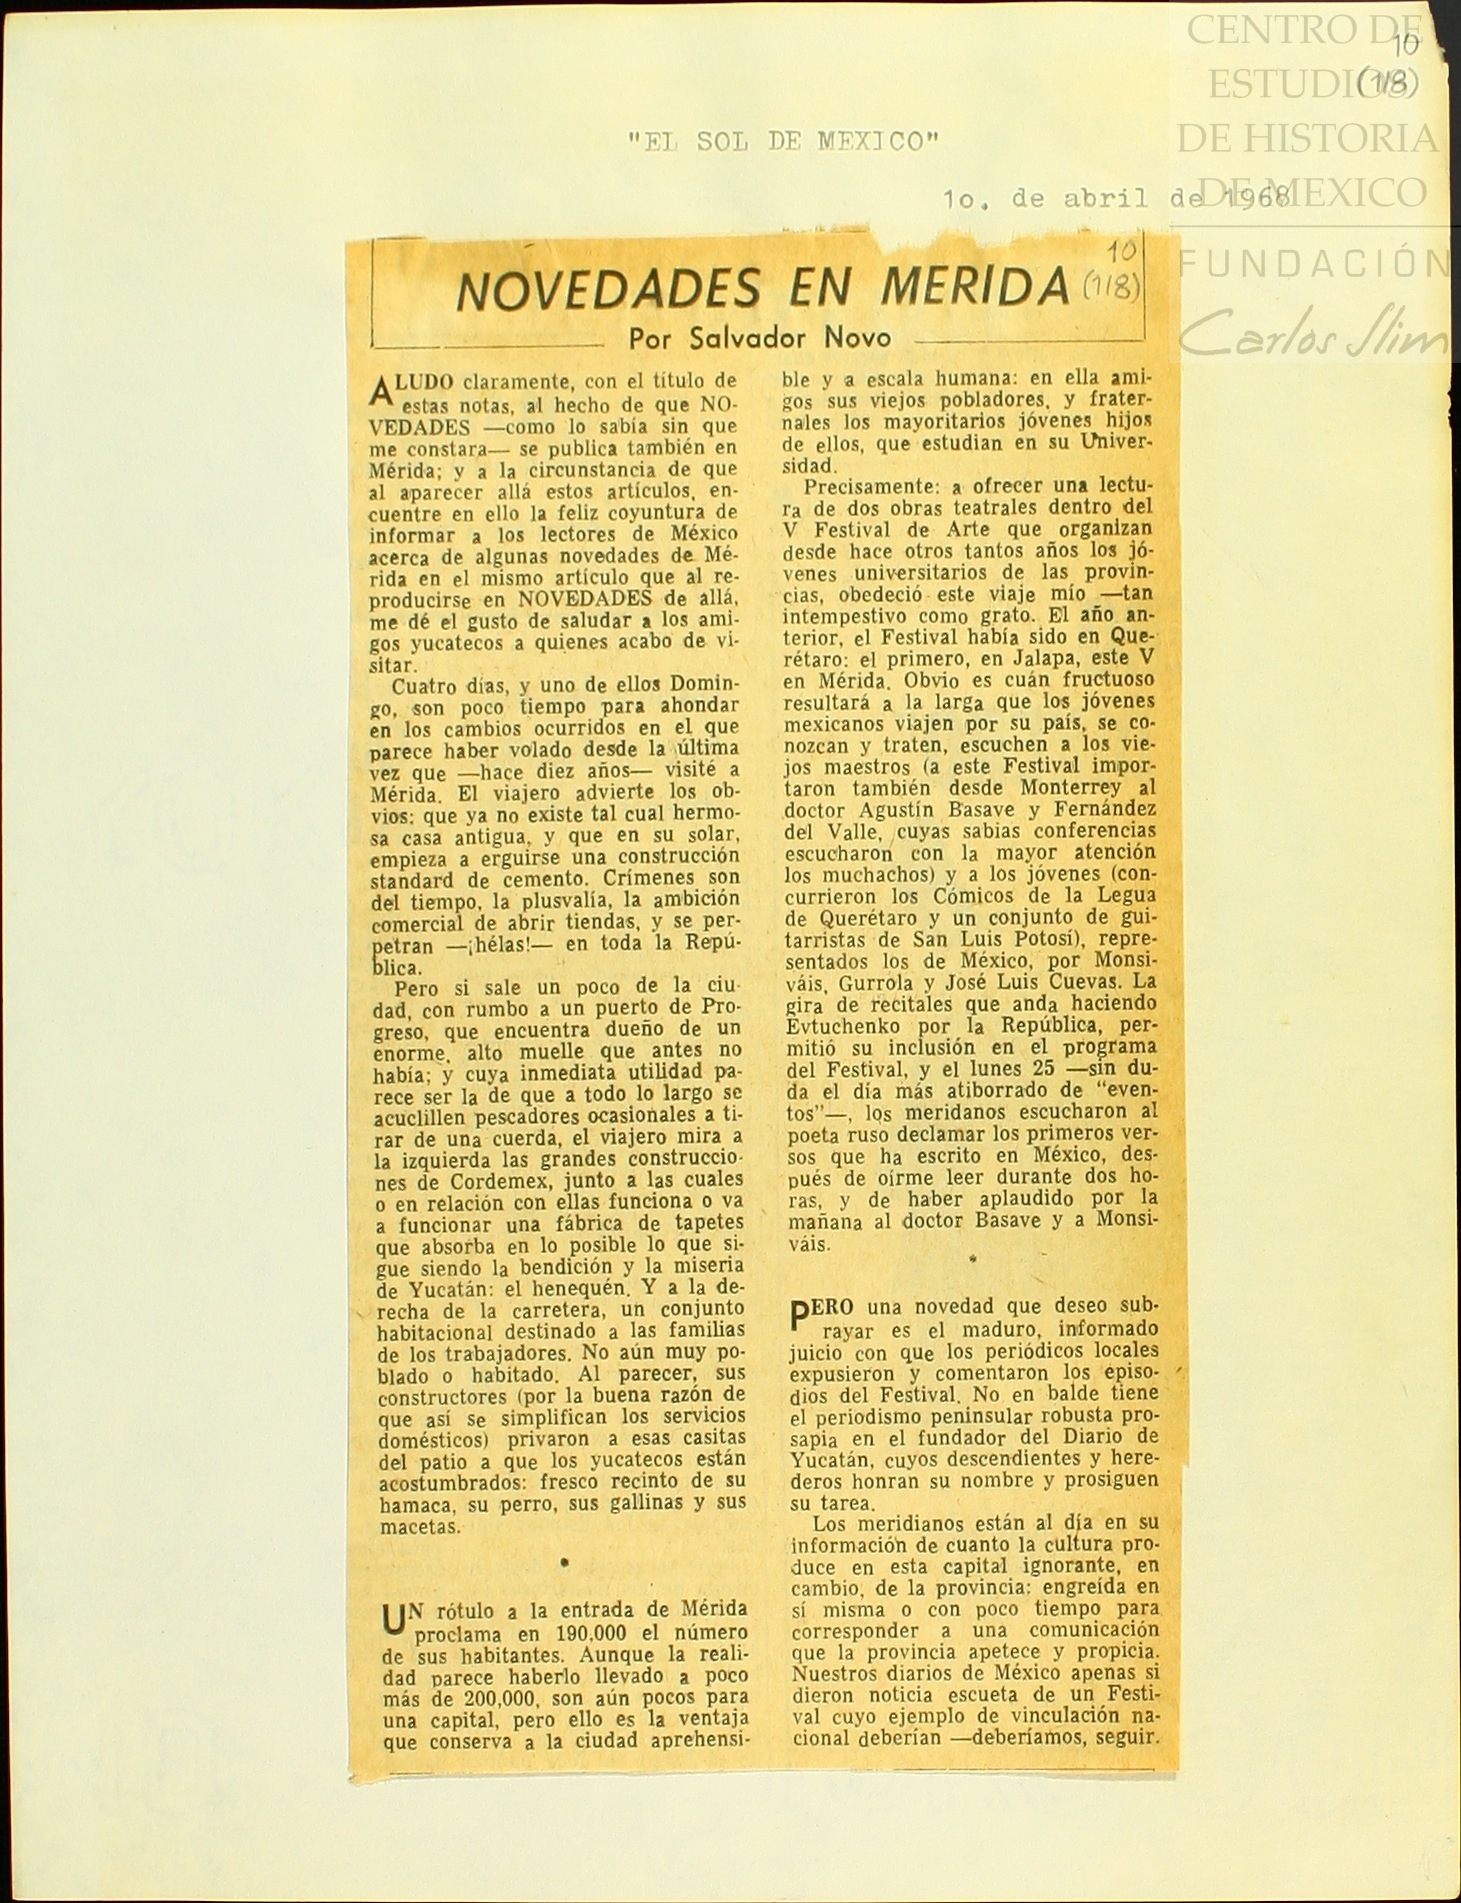 CENTRO DE
ESTUDIOS
DE HISTORIA
DE MEXICO
FUNDACIÓN
Carlos Slim
10
(1/8)
"EL SOL DE MEXICO"
1o. de abril de 1968
10
(1/8)
NOVEDADES EN MERIDA
Por Salvador Novo
ALUDO claramente, con el título de
estas notas, al hecho de que NO-
VEDADES —como lo sabía sin que
me constara— se publica también en
Mérida; y a la circunstancia de que
al aparecer allá estos artículos, en-
cuentre en ello la feliz coyuntura de
informar a los lectores de México
acerca de algunas novedades de Mé-
rida en el mismo artículo que al re-
producirse en NOVEDADES de allá,
me dé el gusto de saludar a los ami-
gos yucatecos a quienes acabo de vi-
sitar.
Cuatro días, y uno de ellos Domin-
go, son poco tiempo para ahondar
en los cambios ocurridos en el que
parece haber volado desde la última
vez que —hace diez años— visité a
Mérida. El viajero advierte los ob-
vios: que ya no existe tal cual hermo-
sa casa antigua, y que en su solar,
empieza a erguirse una construcción
standard de cemento. Crímenes son
del tiempo, la plusvalía, la ambición
comercial de abrir tiendas, y se per-
petran —¡hélas!— en toda la Repú-
blica.
Pero si sale un poco de la ciu-
dad, con rumbo a un puerto de Pro-
greso, que encuentra dueño de un
enorme, alto muelle que antes no
había; y cuya inmediata utilidad pa-
rece ser la de que a todo lo largo se
acuclillen pescadores ocasionales a ti-
rar de una cuerda, el viajero mira a
la izquierda las grandes construccio-
nes de Cordemex, junto a las cuales
o en relación con ellas funciona o va
a funcionar una fábrica de tapetes
que absorba en lo posible lo que si-
gue siendo la bendición y la miseria
de Yucatán: el henequén. Y a la de-
recha de la carretera, un conjunto
habitacional destinado a las familias
de los trabajadores. No aún muy po-
blado o habitado. Al parecer, sus
constructores (por la buena razón de
que así se simplifican los servicios
domésticos) privaron a esas casitas
del patio a que los yucatecos están
acostumbrados: fresco recinto de su
hamaca, su perro, sus gallinas y sus
macetas.
•
UN rótulo a la entrada de Mérida
proclama en 190,000 el número
de sus habitantes. Aunque la reali-
dad parece haberlo llevado a poco
más de 200,000, son aún pocos para
una capital, pero ello es la ventaja
que conserva a la ciudad aprehensi-
ble y a escala humana: en ella ami-
gos sus viejos pobladores, y frater-
nales los mayoritarios jóvenes hijos
de ellos, que estudian en su Univer-
sidad.
Precisamente: a ofrecer una lectu-
ra de dos obras teatrales dentro del
V Festival de Arte que organizan
desde hace otros tantos años los jó-
venes universitarios de las provin-
cias, obedeció este viaje mío —tan
intempestivo como grato. El año an-
terior, el Festival había sido en Que-
rétaro: el primero, en Jalapa, este V
en Mérida. Obvio es cuán fructuoso
resultará a la larga que los jóvenes
mexicanos viajen por su país, se co-
nozcan y traten, escuchen a los vie-
jos maestros (a este Festival impor-
taron también desde Monterrey al
doctor Agustín Basave y Fernández
del Valle, cuyas sabias conferencias
escucharon con la mayor atención
los muchachos) y a los jóvenes (con-
currieron los Cómicos de la Legua
de Querétaro y un conjunto de gui-
tarristas de San Luis Potosí), repre-
sentados los de México, por Monsi-
váis, Gurrola y José Luis Cuevas. La
gira de recitales que anda haciendo
Evtuchenko por la República, per-
mitió su inclusión en el programa
del Festival, y el lunes 25 —sin du-
da el día más atiborrado de "even-
tos"—, los meridanos escucharon al
poeta ruso declamar los primeros ver-
sos que ha escrito en México, des-
pués de oírme leer durante dos ho-
ras, y de haber aplaudido por la
mañana al doctor Basave y a Monsi-
váis.
*
PERO una novedad que deseo sub-
rayar es el maduro, informado
juicio con que los periódicos locales
expusieron y comentaron los episo-
dios del Festival. No en balde tiene
el periodismo peninsular robusta pro-
sapia en el fundador del Diario de
Yucatán, cuyos descendientes y here-
deros honran su nombre y prosiguen
su tarea.
Los meridianos están al día en su
información de cuanto la cultura pro-
duce en esta capital ignorante, en
cambio, de la provincia: engreída en
sí misma o con poco tiempo para
corresponder a una comunicación
que la provincia apetece y propicia.
Nuestros diarios de México apenas si
dieron noticia escueta de un Festi-
val cuyo ejemplo de vinculación na-
cional deberían —deberíamos, seguir.